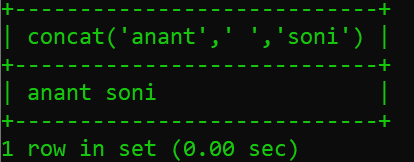 +----------------------------+
| concat('anant',' ','soni') |
+----------------------------+
| anant soni                 |
+----------------------------+
1 row in set (0.00 sec)